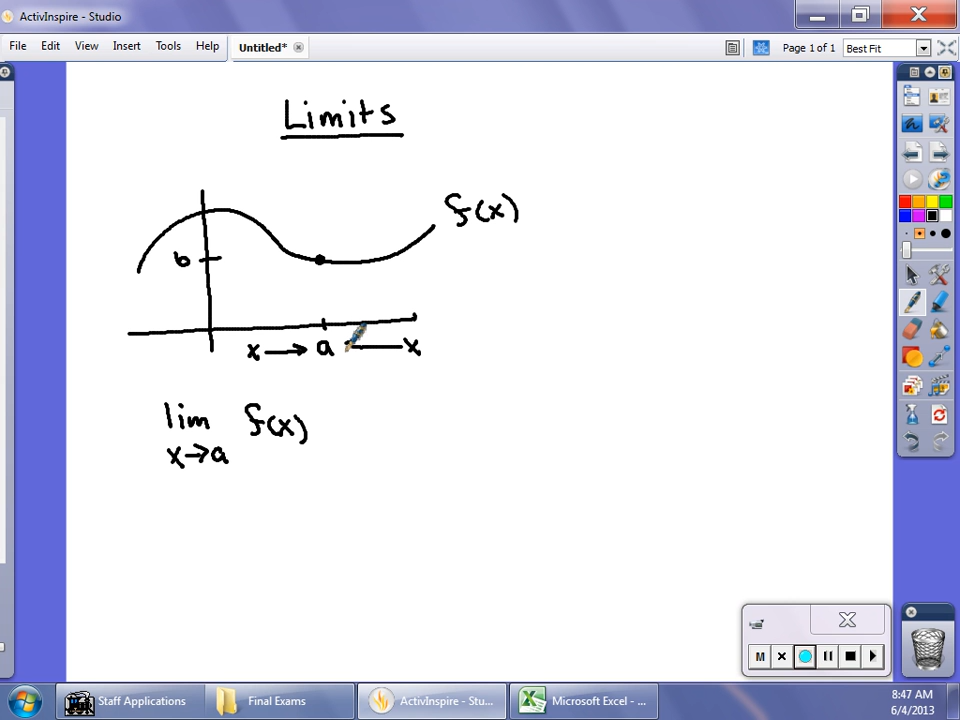 ActivInspire - Studio
File Edit View Insert Tools Help Untitled* Page 1 of 1 Best Fit
Limits
f(x)
b
x → a ← x
lim f(x)
x→a
M
Staff Applications Final Exams ActivInspire - Stu... Microsoft Excel - ... 8:47 AM
6/4/2013